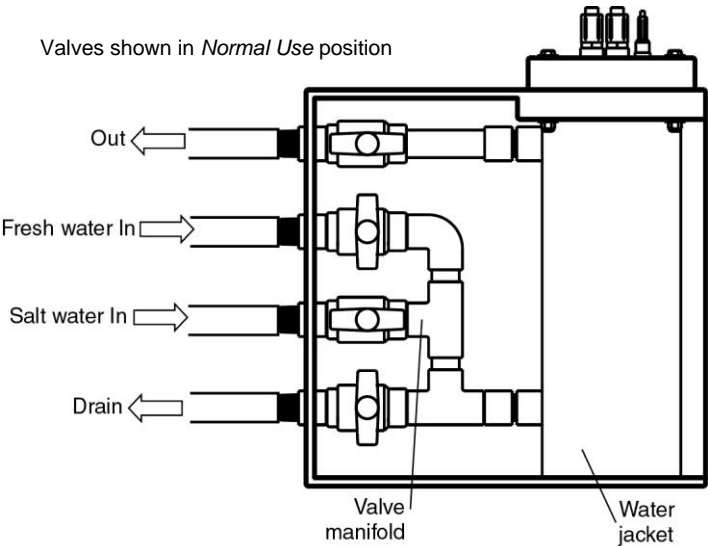 Valves shown in Normal Use position
Out
Fresh water In
Salt water In
Drain
Valve
manifold
Water
jacket